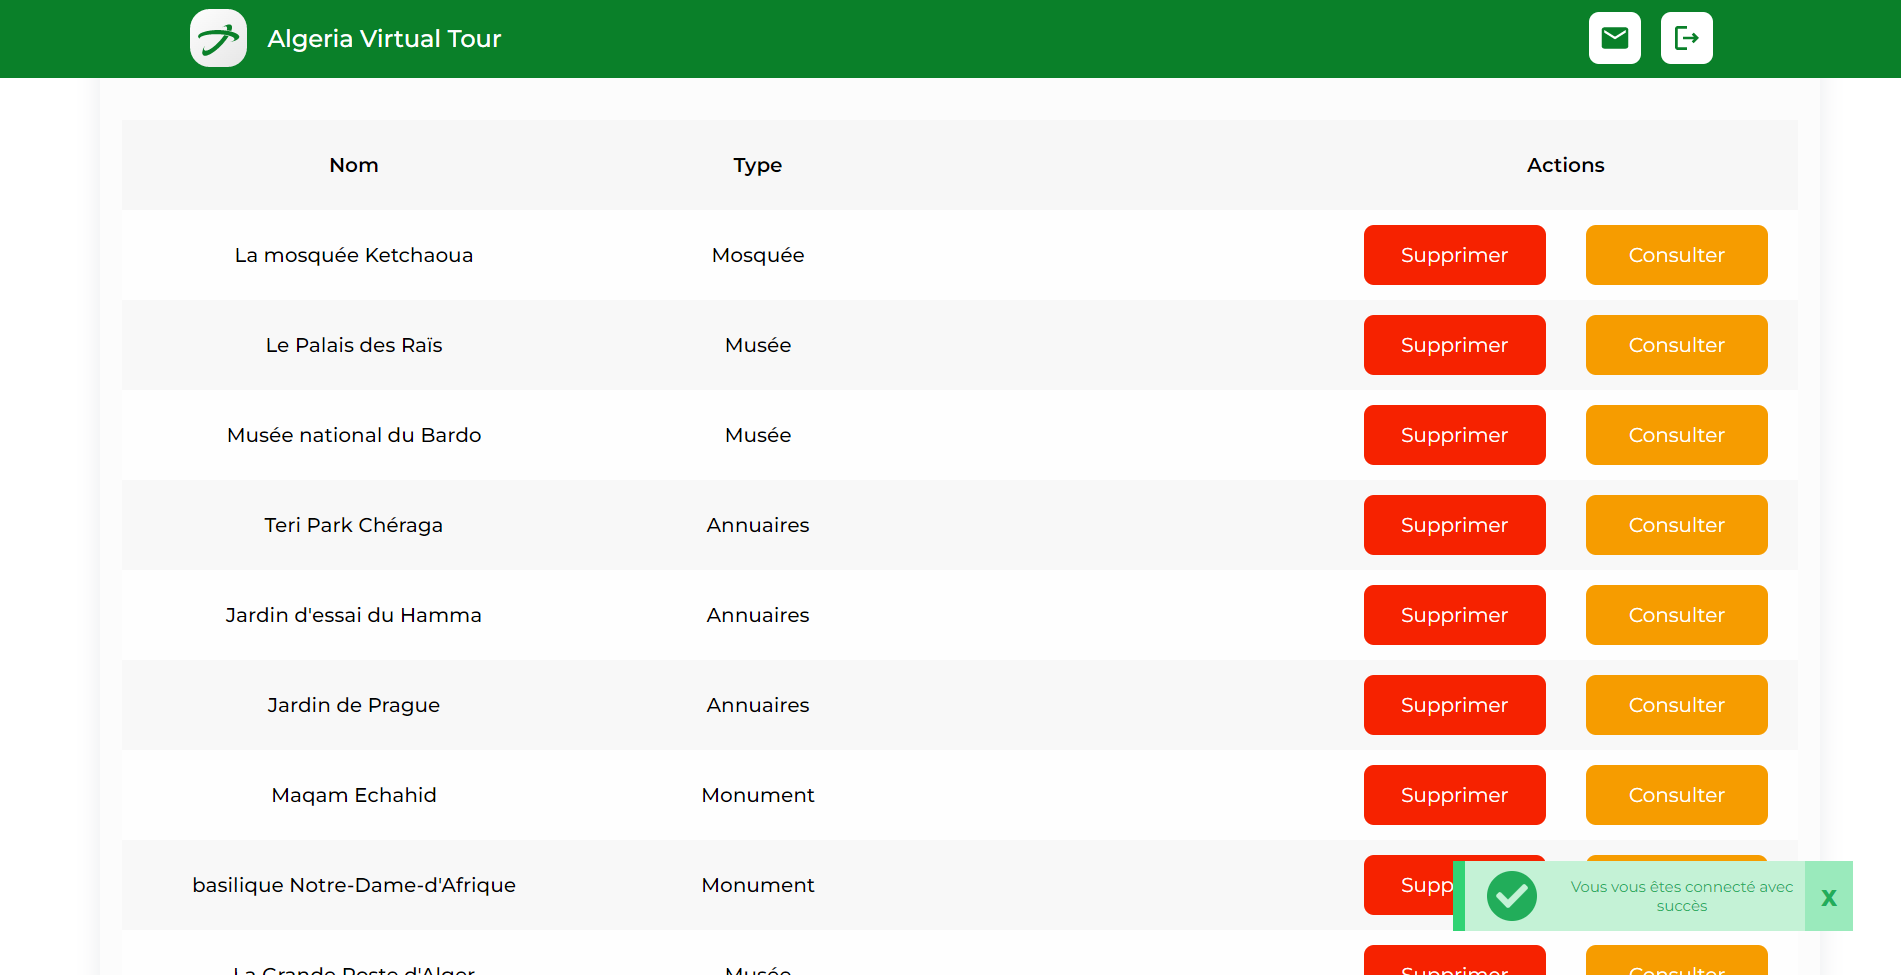 Algeria Virtual Tour
Nom Type Actions
La mosquée Ketchaoua Mosquée Supprimer Consulter
Le Palais des Raïs Musée Supprimer Consulter
Musée national du Bardo Musée Supprimer Consulter
Teri Park Chéraga Annuaires Supprimer Consulter
Jardin d'essai du Hamma Annuaires Supprimer Consulter
Jardin de Prague Annuaires Supprimer Consulter
Maqam Echahid Monument Supprimer Consulter
basilique Notre-Dame-d'Afrique Monument Supp
Vous vous êtes connecté avec
succès
X
La Grande Poste d'Alger Musée Supprimer Consulter